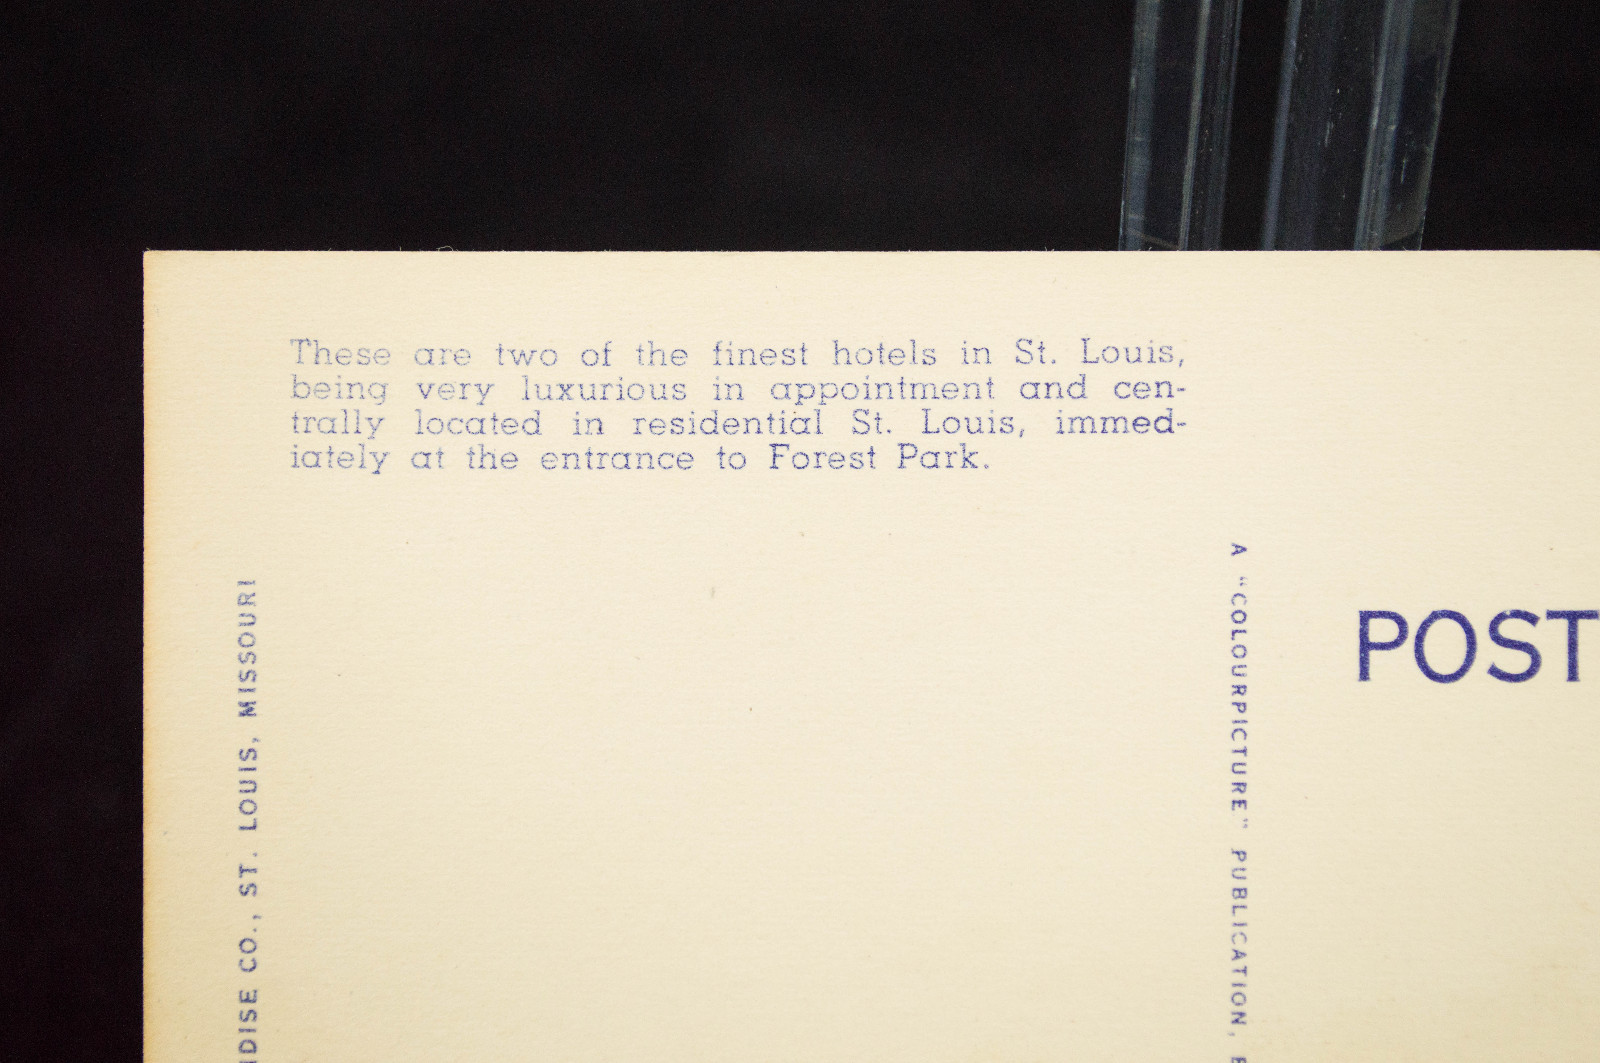 These are two of the finest hotels in St. Louis,
being very luxurious in appointment and cen-
trally located in residential St. Louis, immed-
iately at the entrance to Forest Park.
DISE CO., ST. LOUIS, MISSOURI
A "COLOURPICTURE" PUBLICATION,
POST